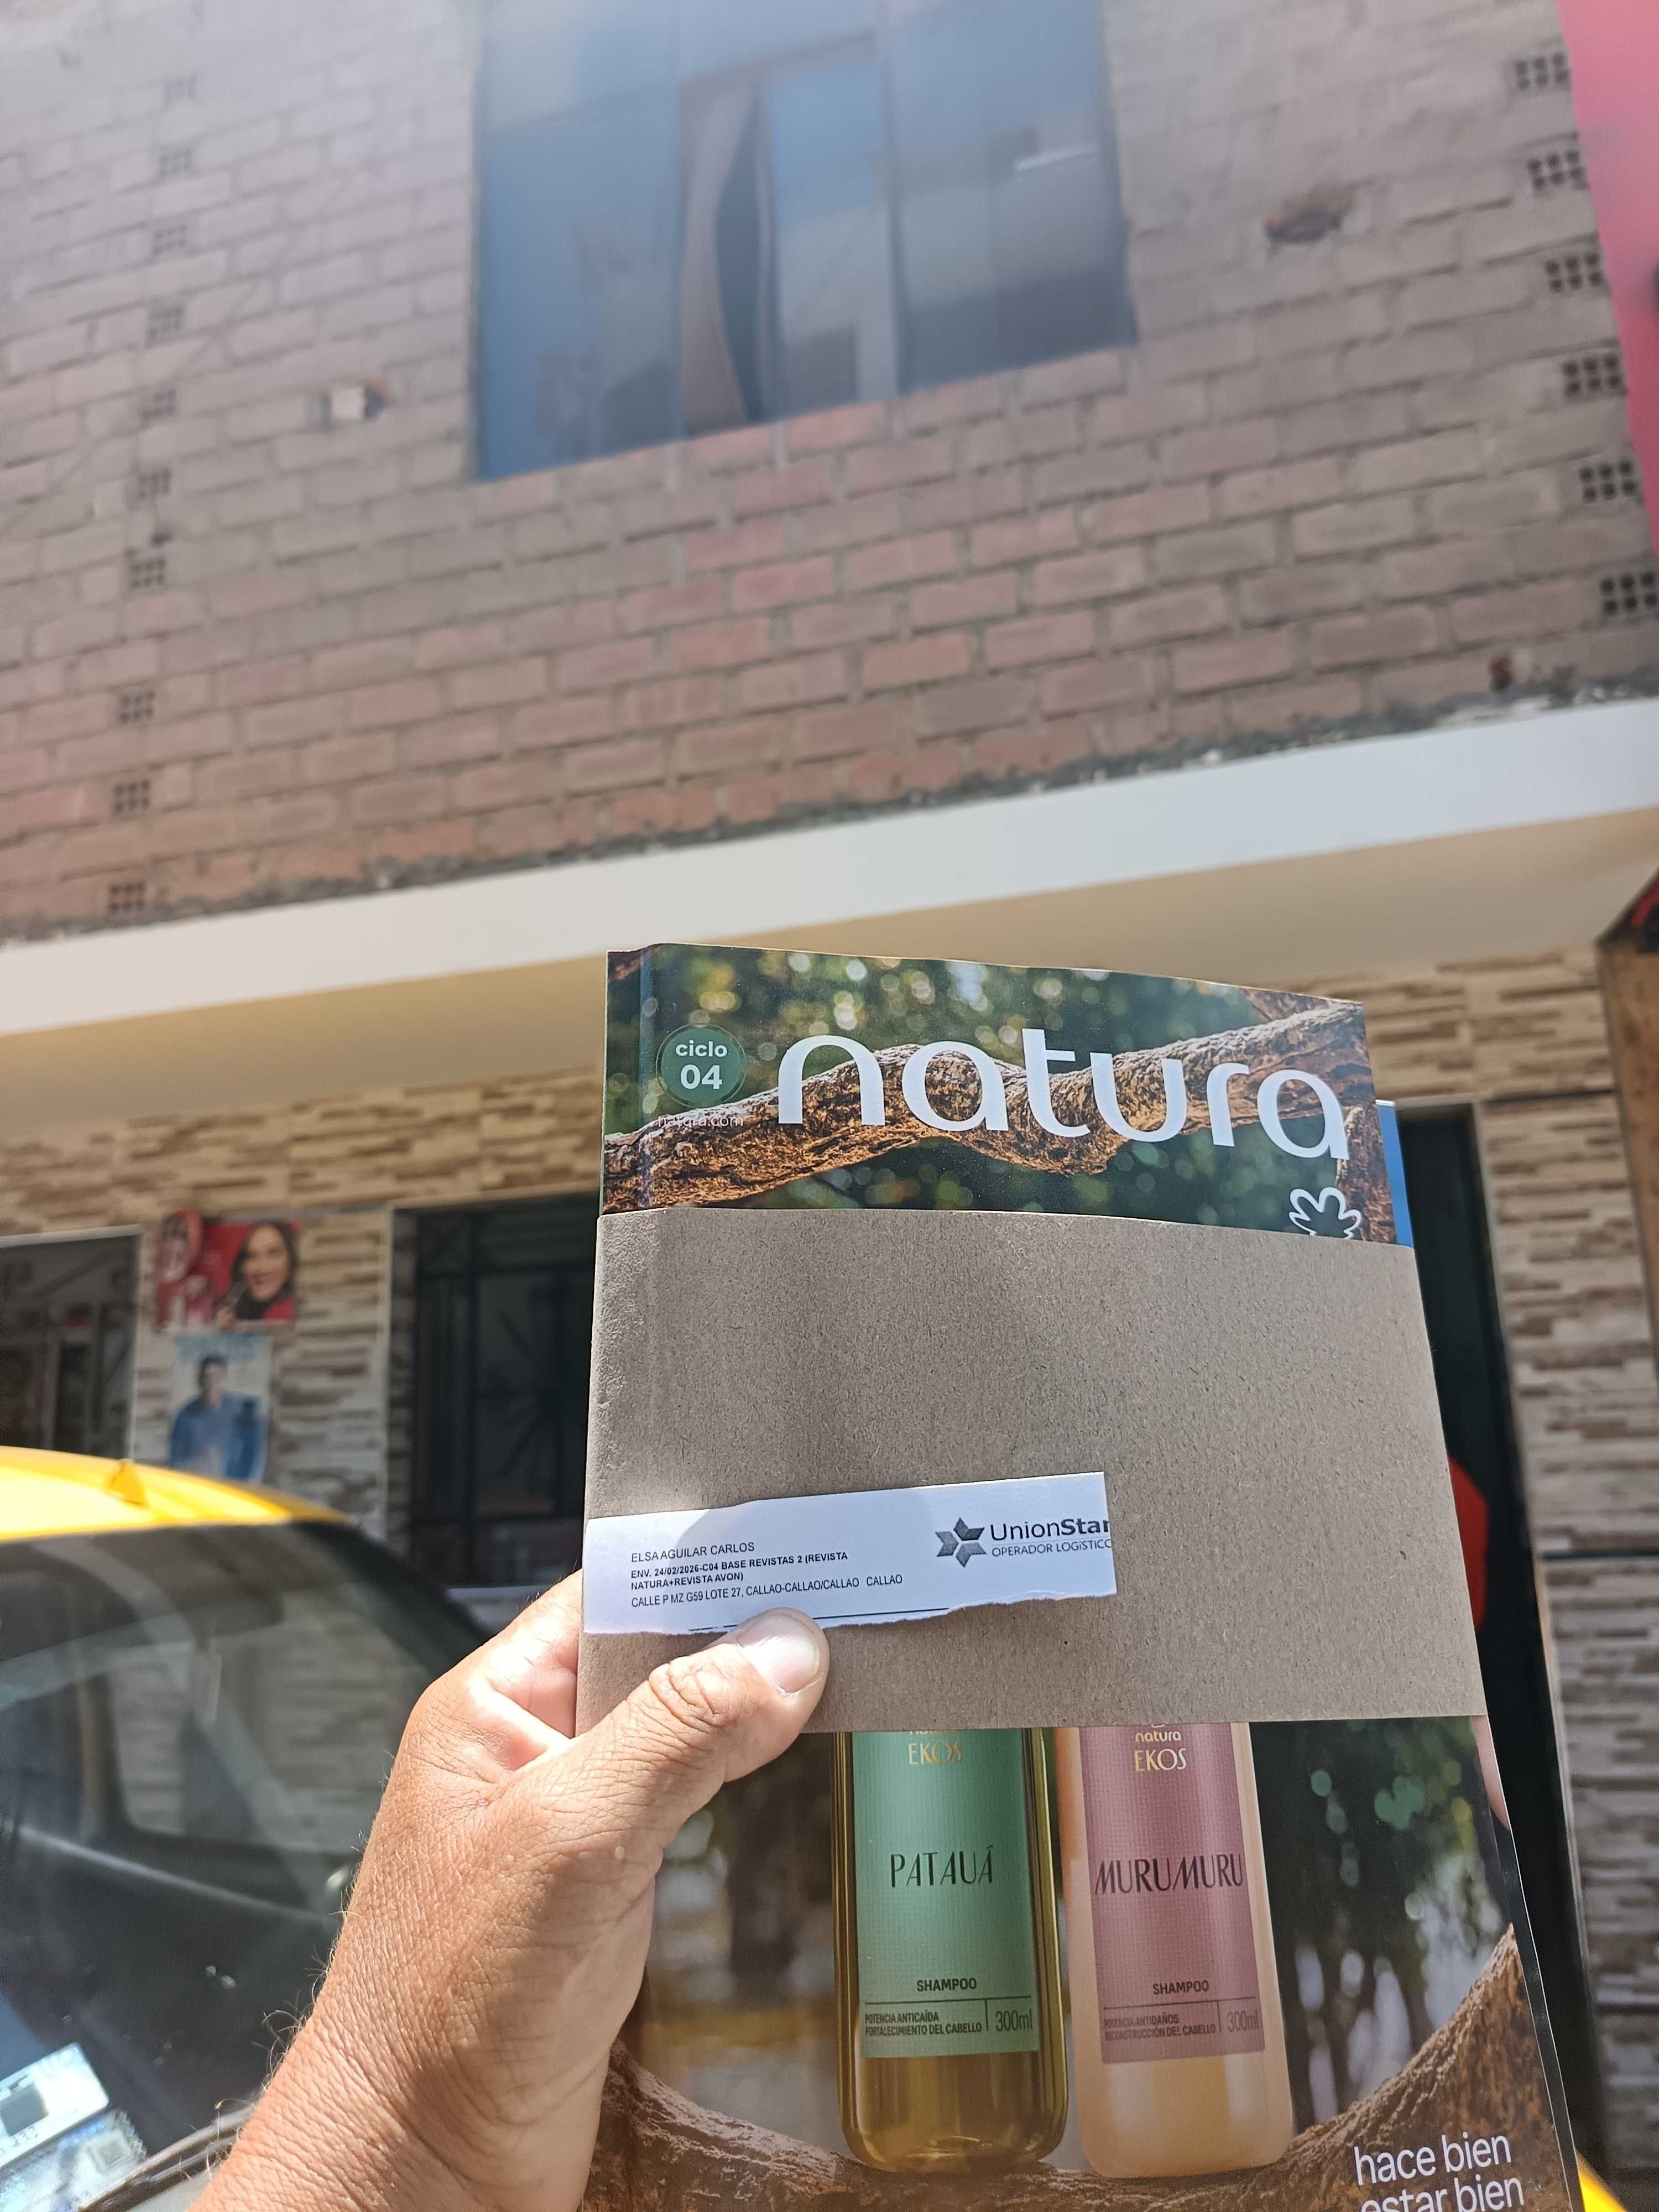 ciclo
04
natura
natura.com
ELSA AGUILAR CARLOS
ENV. 24/02/2026-C04 BASE REVISTAS 2 (REVISTA
NATURA+REVISTA AVON)
CALLE P MZ G59 LOTE 27, CALLAO-CALLAO/CALLAO CALLAO
UnionStar
OPERADOR LOGÍSTICO
EKOS
PATAUÁ
SHAMPOO
POTENCIA ANTICAÍDA
FORTALECIMIENTO DEL CABELLO
300ml
natura
EKOS
MURUMURU
SHAMPOO
POTENCIA ANTIDAÑOS
RECONSTRUCCIÓN DEL CABELLO
300ml
hace bien
estar bien